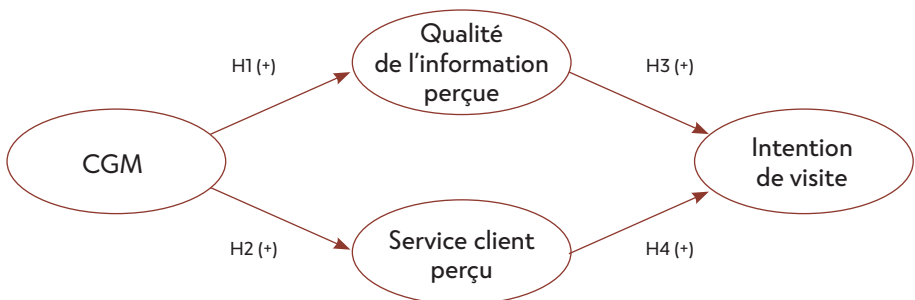 Qualité
de l'information
perçue
H1 (+)
H3 (+)
CGM
Intention
de visite
H2 (+)
Service client
perçu
H4 (+)